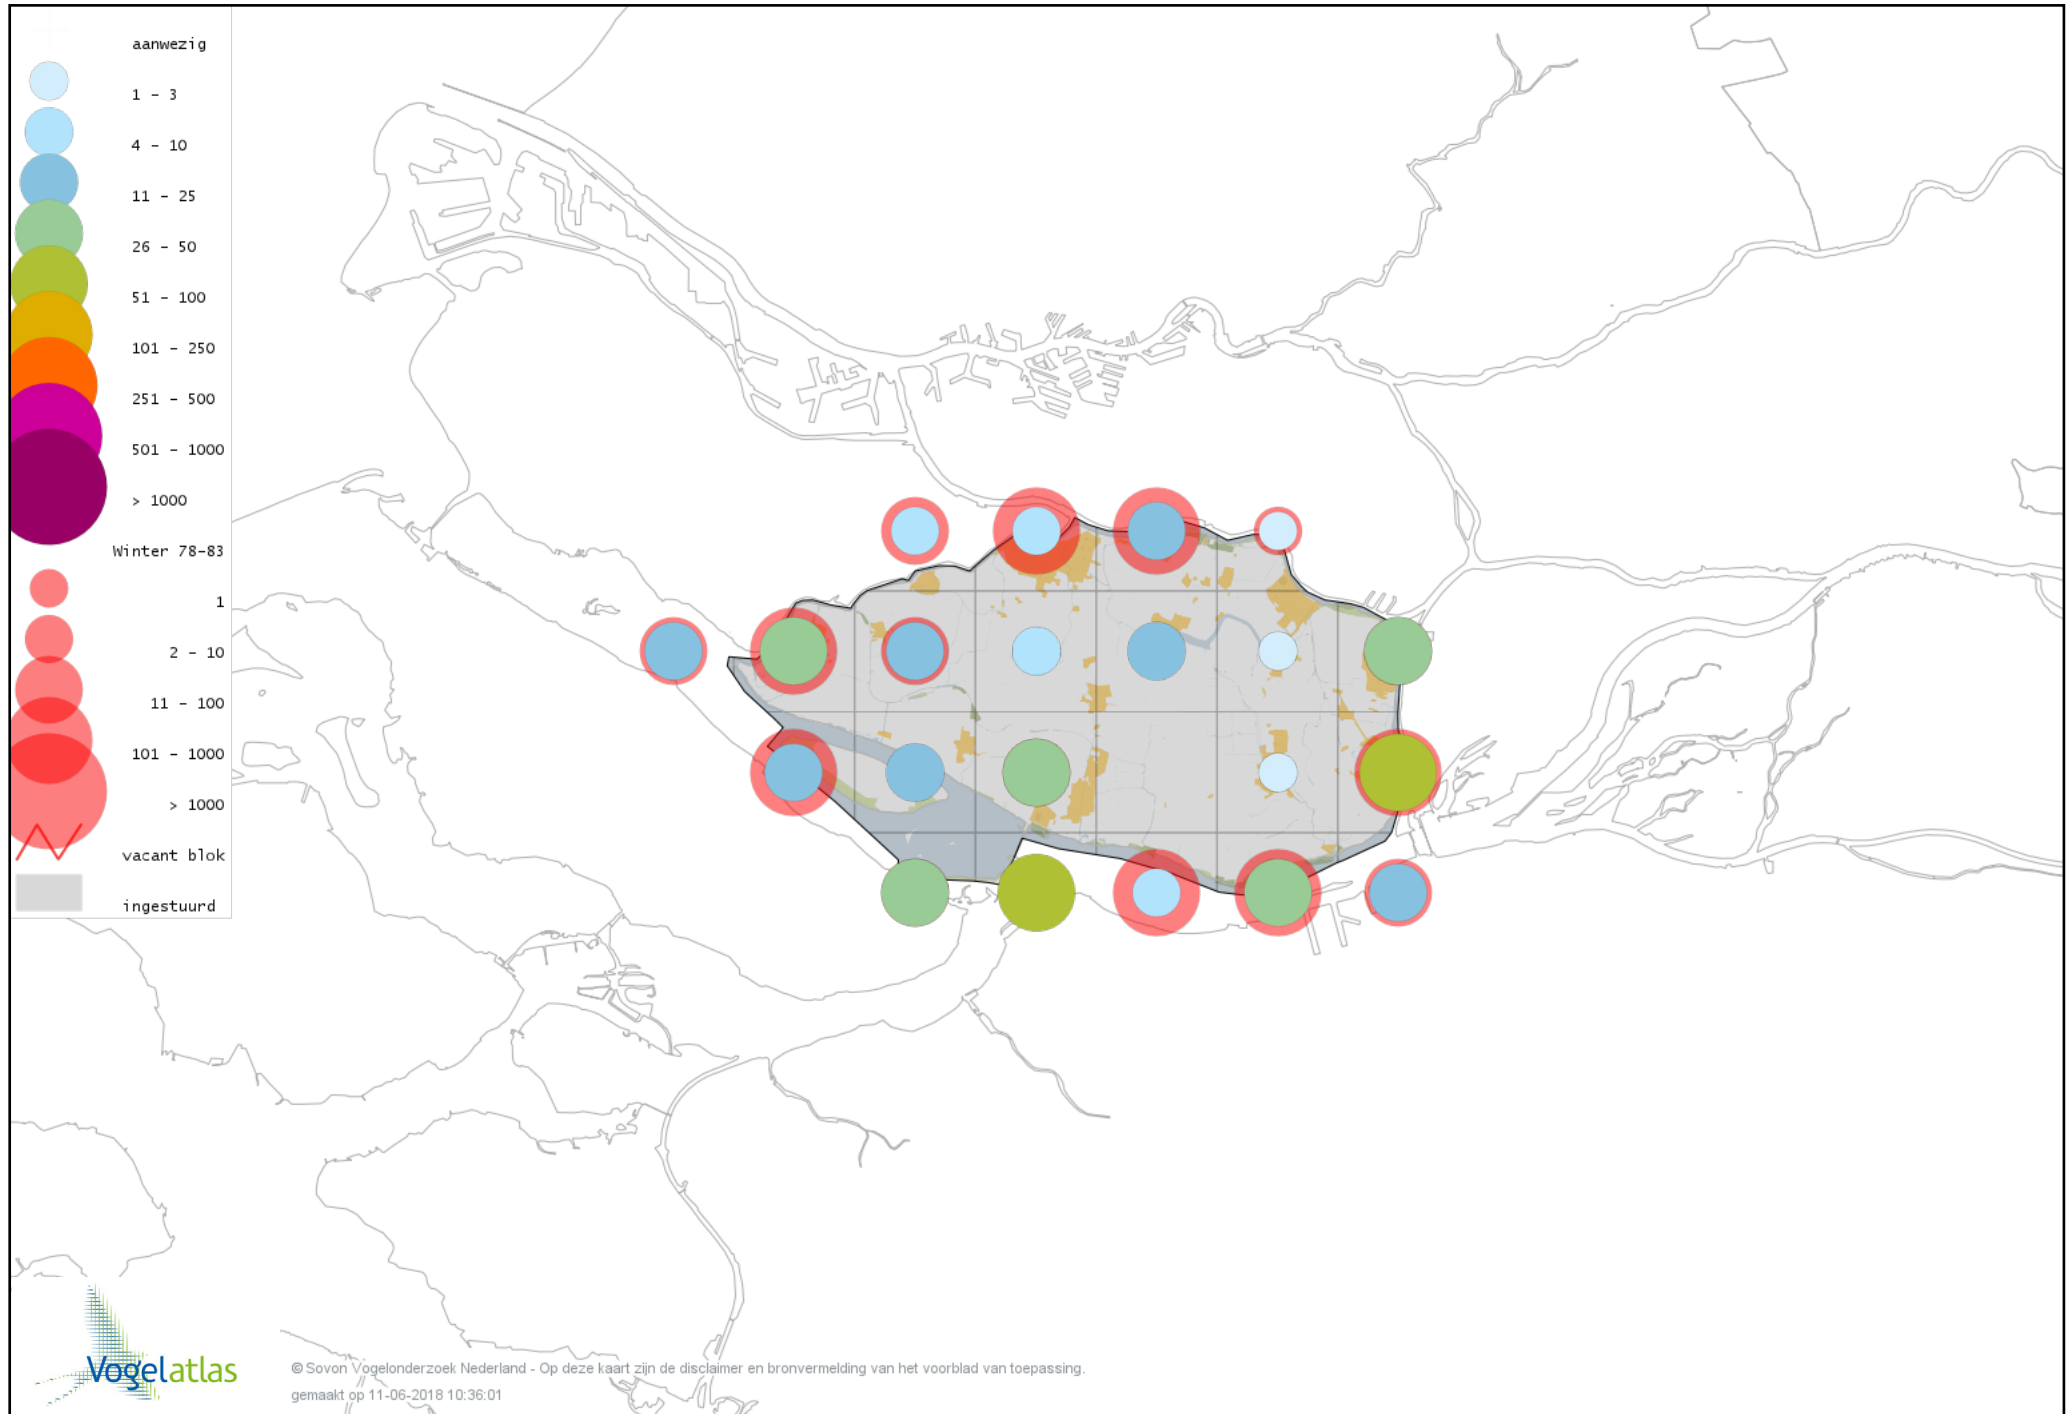 aanwezig
1 - 3
4 - 10
11 - 25
26 - 50
51 - 100
101 - 250
251 - 500
501 - 1000
> 1000
Winter 78-83
1
2 - 10
11 - 100
101 - 1000
> 1000
vacant blok
ingestuurd
Vogelatlas
© Sovon Vogelonderzoek Nederland - Op deze kaart zijn de disclaimer en bronvermelding van het voorblad van toepassing.
gemaakt op 11-06-2018 10:36:01